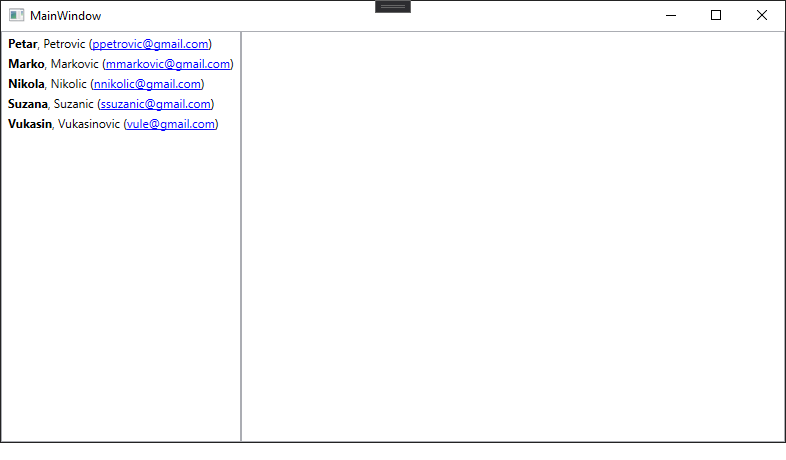 MainWindow
Petar, Petrovic (ppetrovic@gmail.com)
Marko, Markovic (mmarkovic@gmail.com)
Nikola, Nikolic (nnikolic@gmail.com)
Suzana, Suzanic (ssuzanic@gmail.com)
Vukasin, Vukasinovic (vule@gmail.com)